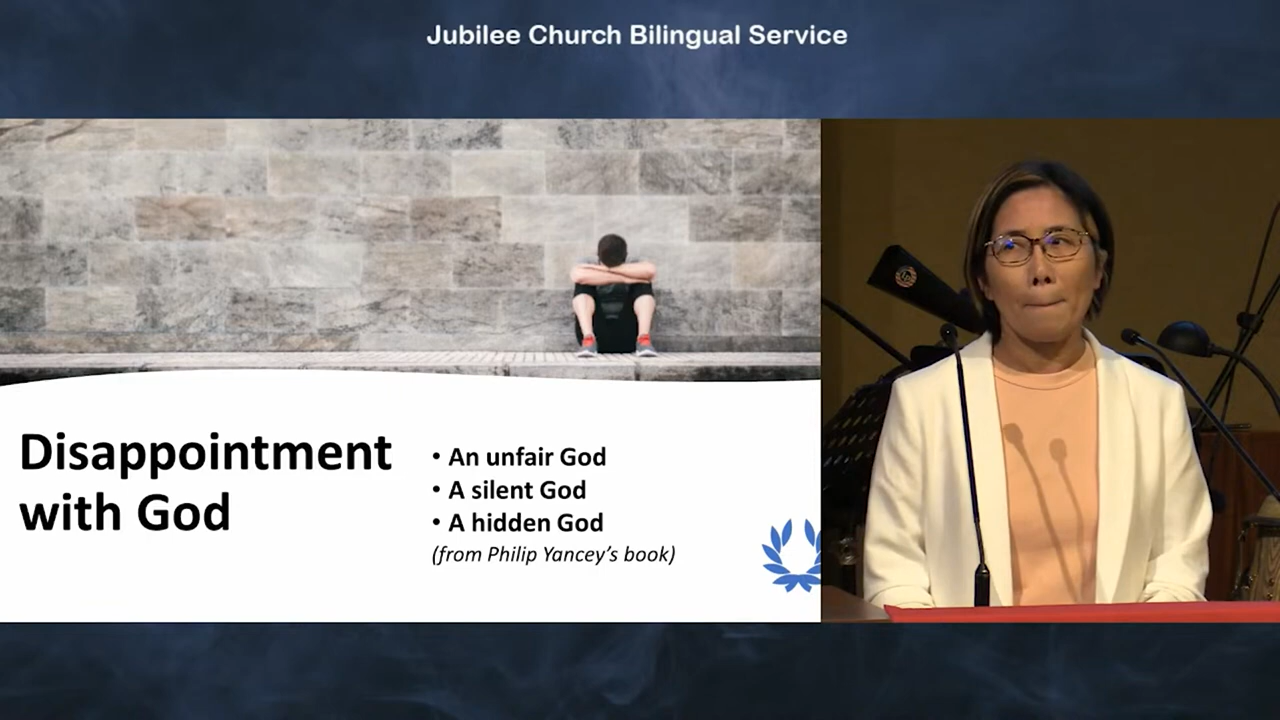 Jubilee Church Bilingual Service
Disappointment
with God
• An unfair God
• A silent God
• A hidden God
(from Philip Yancey's book)